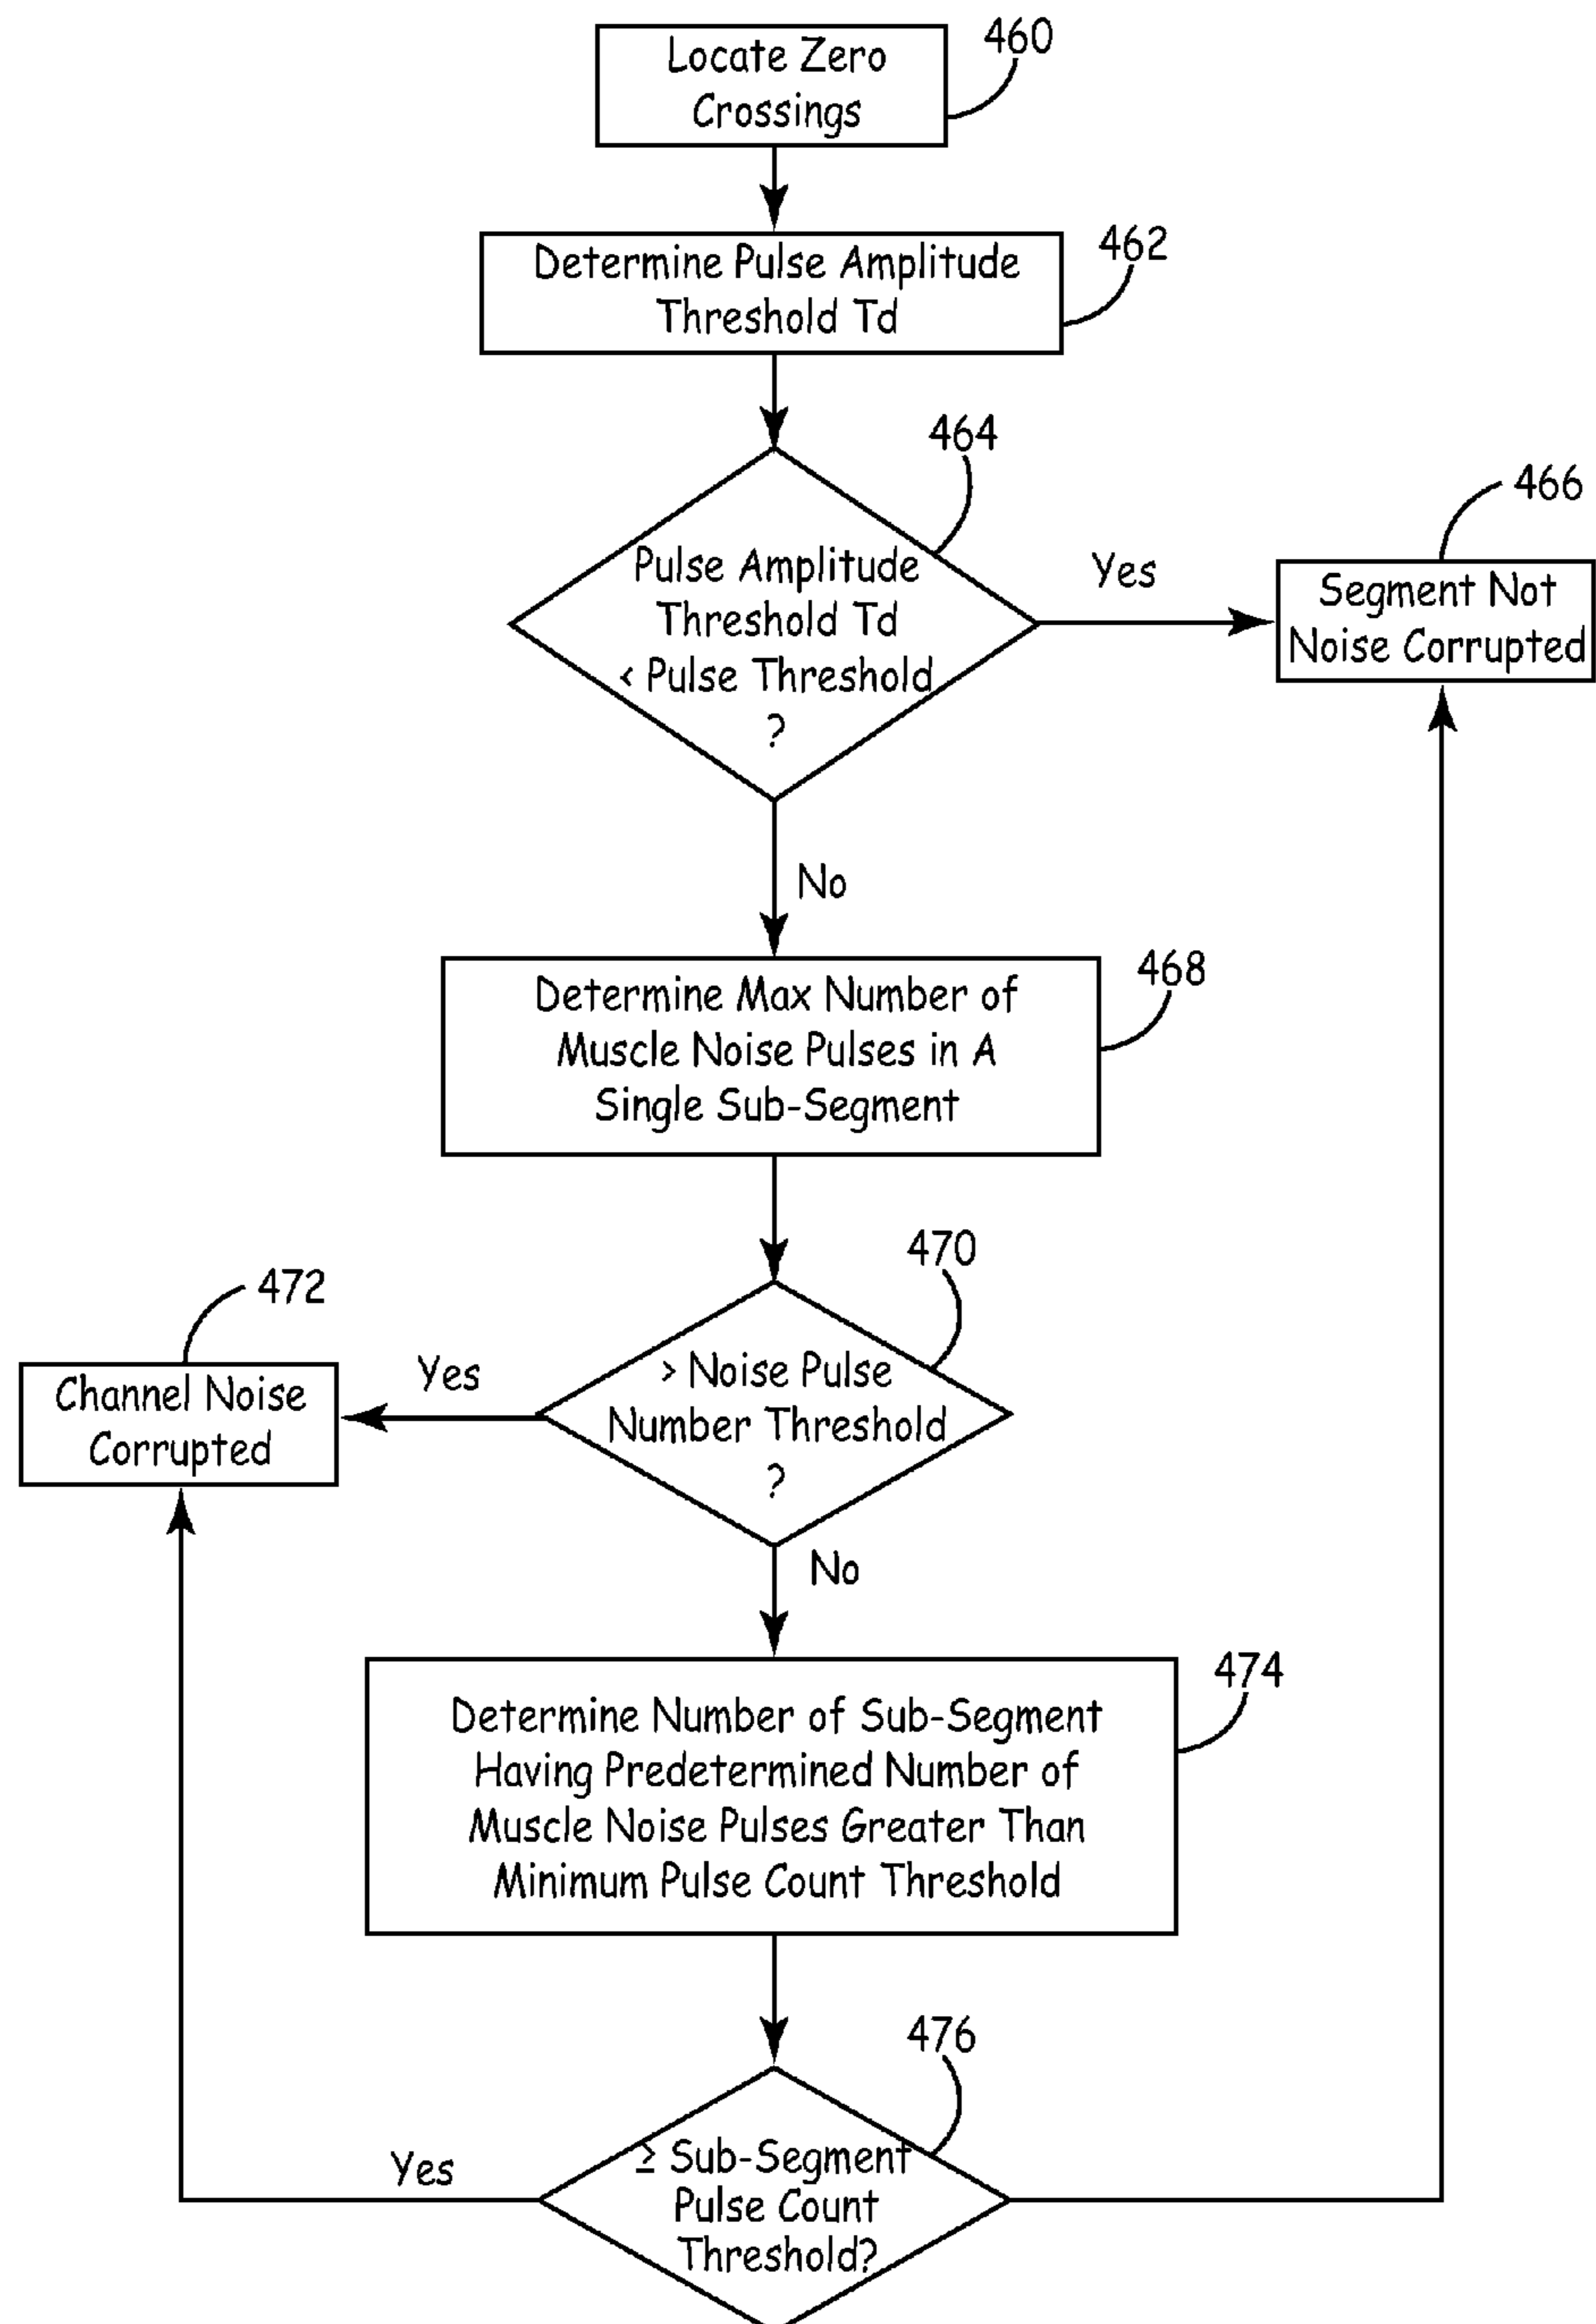 460
Locate Zero
Crossings
462
Determine Pulse Amplitude
Threshold Td
464
Pulse Amplitude
Threshold Td
< Pulse Threshold
?
Yes
466
Segment Not
Noise Corrupted
No
468
Determine Max Number of
Muscle Noise Pulses in A
Single Sub-Segment
470
> Noise Pulse
Number Threshold
?
Yes
472
Channel Noise
Corrupted
No
474
Determine Number of Sub-Segment
Having Predetermined Number of
Muscle Noise Pulses Greater Than
Minimum Pulse Count Threshold
476
≥ Sub-Segment
Pulse Count
Threshold?
Yes